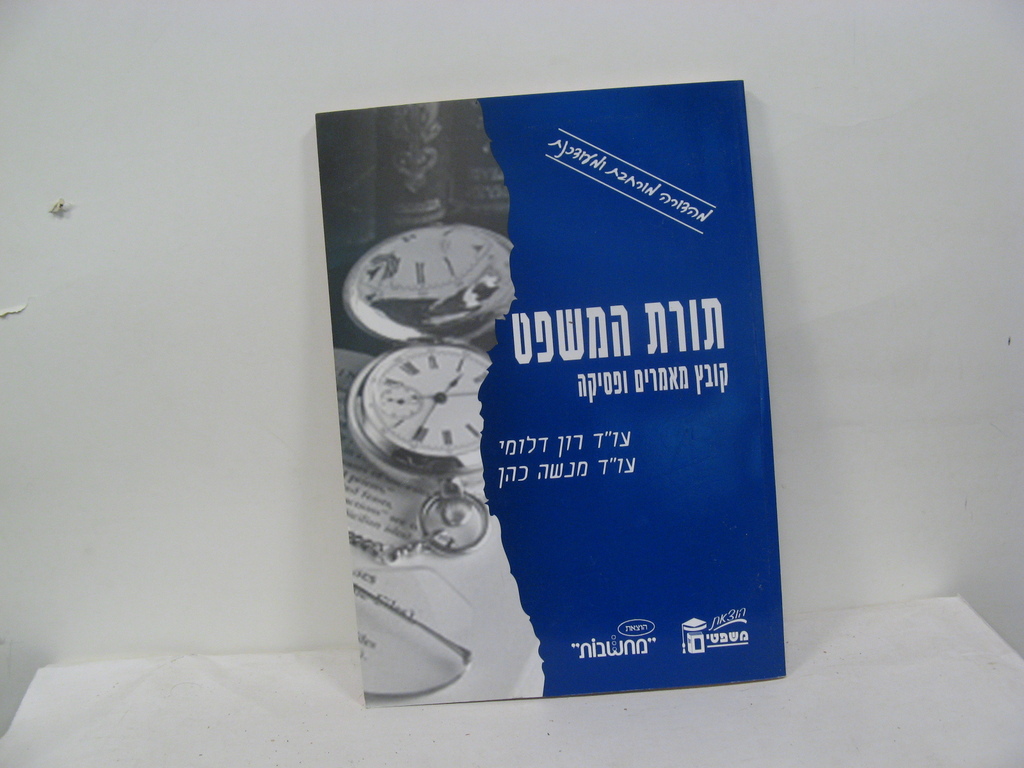 מהדורה מורחבת ומעודכנת
תורת המשפט
קובץ מאמרים ופסיקה
עו"ד רון דלומי
עו"ד מנשה כהן
הוצאת
"מחשבות"
הוצאת
משפטים